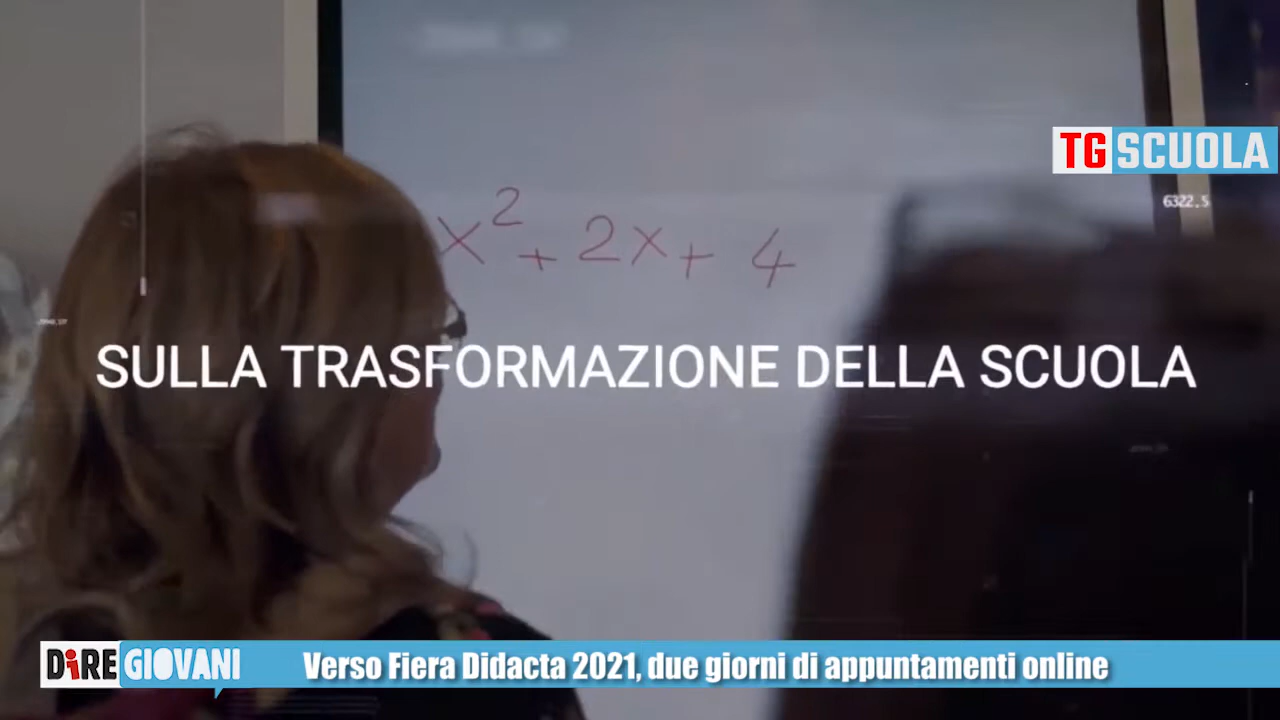 TG SCUOLA
6322.5
x² + 2x + 4
SULLA TRASFORMAZIONE DELLA SCUOLA
DiRE GIOVANI
Verso Fiera Didacta 2021, due giorni di appuntamenti online